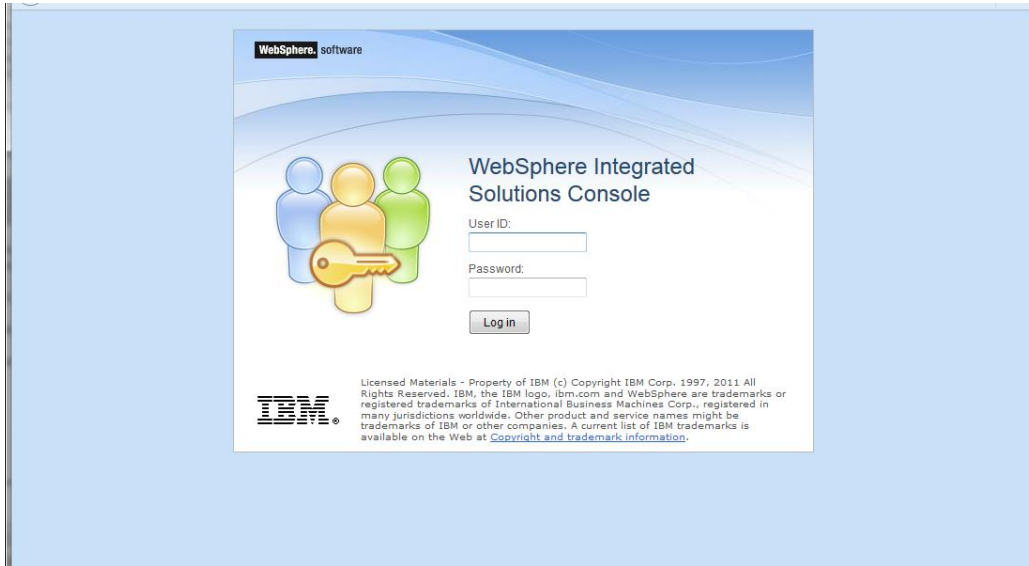 WebSphere. software
WebSphere Integrated
Solutions Console
User ID:
Password:
Log in
Licensed Materials - Property of IBM (c) Copyright IBM Corp. 1997, 2011 All
Rights Reserved. IBM, the IBM logo, ibm.com and WebSphere are trademarks or
registered trademarks of International Business Machines Corp., registered in
many jurisdictions worldwide. Other product and service names might be
trademarks of IBM or other companies. A current list of IBM trademarks is
available on the Web at Copyright and trademark information.
IBM®